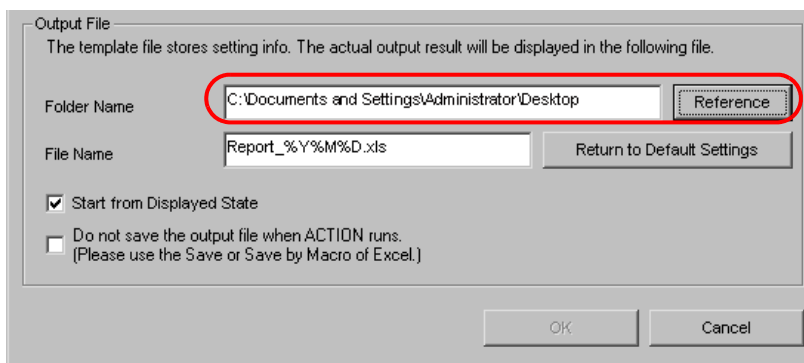 Output File
The template file stores setting info. The actual output result will be displayed in the following file.
Folder Name
C:\Documents and Settings\Administrator\Desktop
Reference
File Name
Report_%Y%M%D.xls
Return to Default Settings
Start from Displayed State
Do not save the output file when ACTION runs.
(Please use the Save or Save by Macro of Excel.)
OK
Cancel